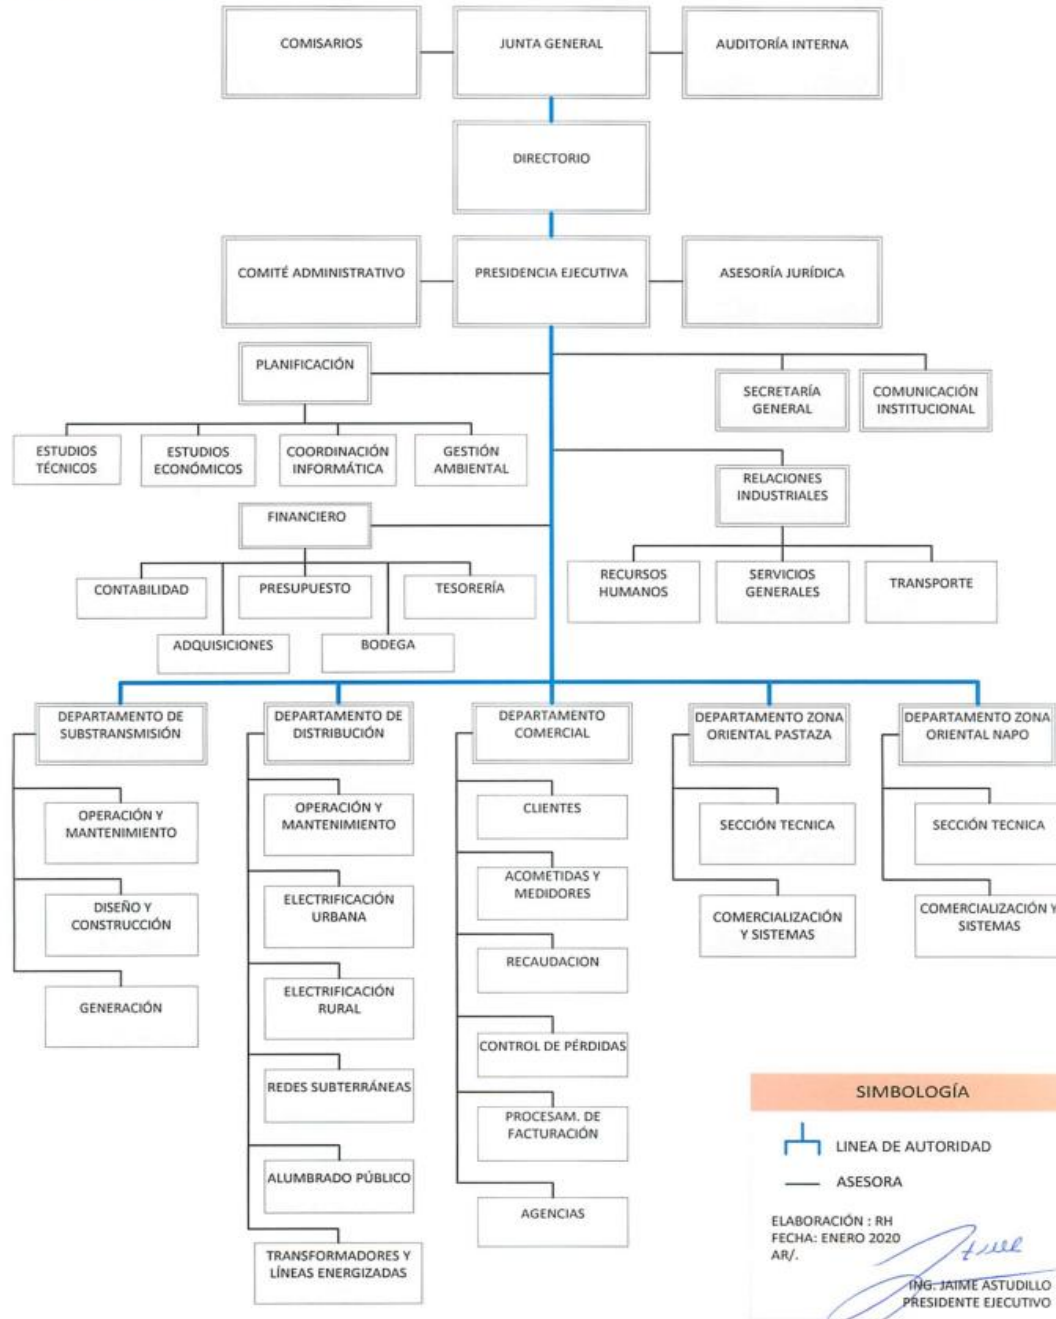 COMISARIOS
JUNTA GENERAL
AUDITORÍA INTERNA
DIRECTORIO
COMITÉ ADMINISTRATIVO
PRESIDENCIA EJECUTIVA
ASESORÍA JURÍDICA
PLANIFICACIÓN
SECRETARÍA
GENERAL
COMUNICACIÓN
INSTITUCIONAL
ESTUDIOS
TÉCNICOS
ESTUDIOS
ECONÓMICOS
COORDINACIÓN
INFORMÁTICA
GESTIÓN
AMBIENTAL
RELACIONES
INDUSTRIALES
FINANCIERO
RECURSOS
HUMANOS
SERVICIOS
GENERALES
TRANSPORTE
CONTABILIDAD
PRESUPUESTO
TESORERÍA
ADQUISICIONES
BODEGA
DEPARTAMENTO DE
SUBSTRANSMISIÓN
DEPARTAMENTO DE
DISTRIBUCIÓN
DEPARTAMENTO
COMERCIAL
DEPARTAMENTO ZONA
ORIENTAL PASTAZA
DEPARTAMENTO ZONA
ORIENTAL NAPO
OPERACIÓN Y
MANTENIMIENTO
DISEÑO Y
CONSTRUCCIÓN
GENERACIÓN
OPERACIÓN Y
MANTENIMIENTO
ELECTRIFICACIÓN
URBANA
ELECTRIFICACIÓN
RURAL
REDES SUBTERRÁNEAS
ALUMBRADO PÚBLICO
TRANSFORMADORES Y
LÍNEAS ENERGIZADAS
CLIENTES
ACOMETIDAS Y
MEDIDORES
RECAUDACION
CONTROL DE PÉRDIDAS
PROCESAM. DE
FACTURACIÓN
AGENCIAS
SECCIÓN TECNICA
COMERCIALIZACIÓN
Y SISTEMAS
SECCIÓN TECNICA
COMERCIALIZACIÓN Y
SISTEMAS
SIMBOLOGÍA
LINEA DE AUTORIDAD
ASESORA
ELABORACIÓN : RH
FECHA: ENERO 2020
AR/.
ING. JAIME ASTUDILLO
PRESIDENTE EJECUTIVO